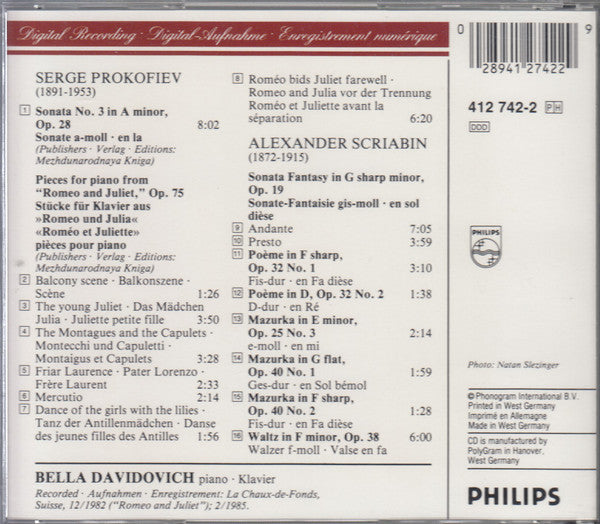 Digital Recording · Digital-Aufnahme · Enregistrement numérique
SERGE PROKOFIEV
(1891-1953)
1 Sonata No. 3 in A minor,
Op. 28 8:02
Sonate a-moll · en la
(Publishers · Verlag · Editions:
Mezhdunarodnaya Kniga)
Pieces for piano from
“Romeo and Juliet,” Op. 75
Stücke für Klavier aus
»Romeo und Julia«
«Roméo et Juliette»
pièces pour piano
(Publishers · Verlag · Editions:
Mezhdunarodnaya Kniga)
2 Balcony scene · Balkonszene ·
Scène 1:26
3 The young Juliet · Das Mädchen
Julia · Juliette petite fille 3:50
4 The Montagues and the Capulets ·
Montecchi und Capuletti ·
Montaigus et Capulets 3:28
5 Friar Laurence · Pater Lorenzo ·
Frère Laurent 2:33
6 Mercutio 2:14
7 Dance of the girls with the lilies ·
Tanz der Antillenmädchen · Danse
des jeunes filles des Antilles 1:56
8 Roméo bids Juliet farewell ·
Romeo and Julia vor der Trennung
Roméo et Juliette avant la
séparation 6:20
ALEXANDER SCRIABIN
(1872-1915)
Sonata Fantasy in G sharp minor,
Op. 19
Sonate-Fantaisie gis-moll · en sol
dièse
9 Andante 7:05
10 Presto 3:59
11 Poème in F sharp,
Op. 32 No. 1 3:10
Fis-dur · en Fa dièse
12 Poème in D, Op. 32 No. 2 1:38
D-dur · en Ré
13 Mazurka in E minor,
Op. 25 No. 3 2:14
e-moll · en mi
14 Mazurka in G flat,
Op. 40 No. 1 1:59
Ges-dur · en Sol bémol
15 Mazurka in F sharp,
Op. 40 No. 2 1:28
Fis-dur · en Fa dièse
16 Waltz in F minor, Op. 38 6:00
Walzer f-moll · Valse en fa
BELLA DAVIDOVICH piano · Klavier
Recorded · Aufnahmen · Enregistrement: La Chaux-de-Fonds,
Suisse, 12/1982 (“Romeo and Juliet”); 2/1985.
0 28941 27422 9
412 742-2 PH
DDD
PHILIPS
Photo: Natan Slezinger
℗ Phonogram International B.V.
Printed in West Germany
Imprimé en Allemagne
Made in West Germany
CD is manufactured by
PolyGram in Hanover,
West Germany
PHILIPS